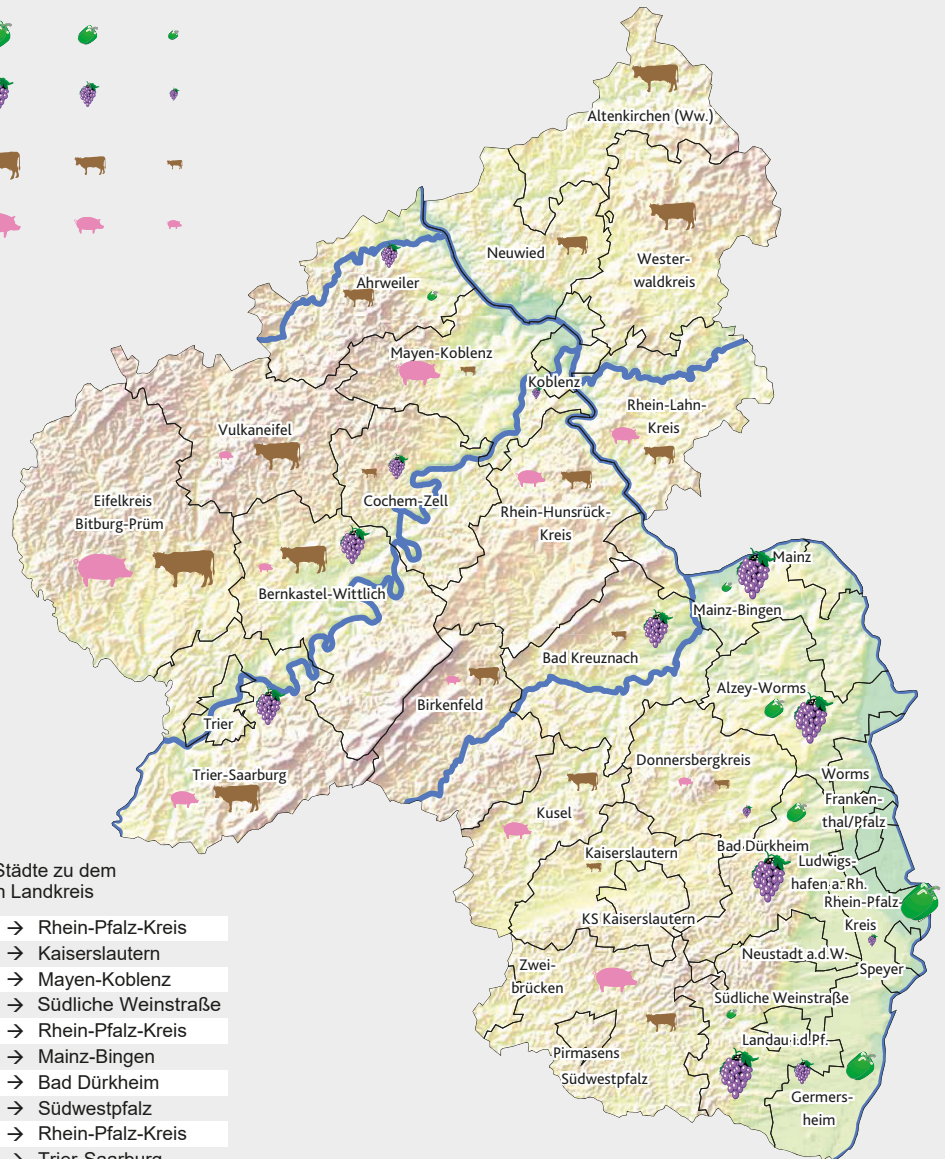 Altenkirchen (Ww.)
Neuwied
Wester-
waldkreis
Ahrweiler
Mayen-Koblenz
Koblenz
Rhein-Lahn-
Kreis
Vulkaneifel
Cochem-Zell
Eifelkreis
Bitburg-Prüm
Rhein-Hunsrück-
Kreis
Bernkastel-Wittlich
Mainz
Mainz-Bingen
Bad Kreuznach
Alzey-Worms
Birkenfeld
Trier
Trier-Saarburg
Donnersbergkreis
Worms
Franken-
thal/Pfalz
Kusel
Bad Dürkheim
Kaiserslautern
Ludwigs-
hafen a. Rh.
Rhein-Pfalz-
Kreis
KS Kaiserslautern
Neustadt a.d.W.
Speyer
Zwei-
brücken
Südliche Weinstraße
Landau i.d.Pf.
Pirmasens
Südwestpfalz
Germers-
heim
Städte zu dem
n Landkreis
→ Rhein-Pfalz-Kreis
→ Kaiserslautern
→ Mayen-Koblenz
→ Südliche Weinstraße
→ Rhein-Pfalz-Kreis
→ Mainz-Bingen
→ Bad Dürkheim
→ Südwestpfalz
→ Rhein-Pfalz-Kreis
→ Trier-Saarburg